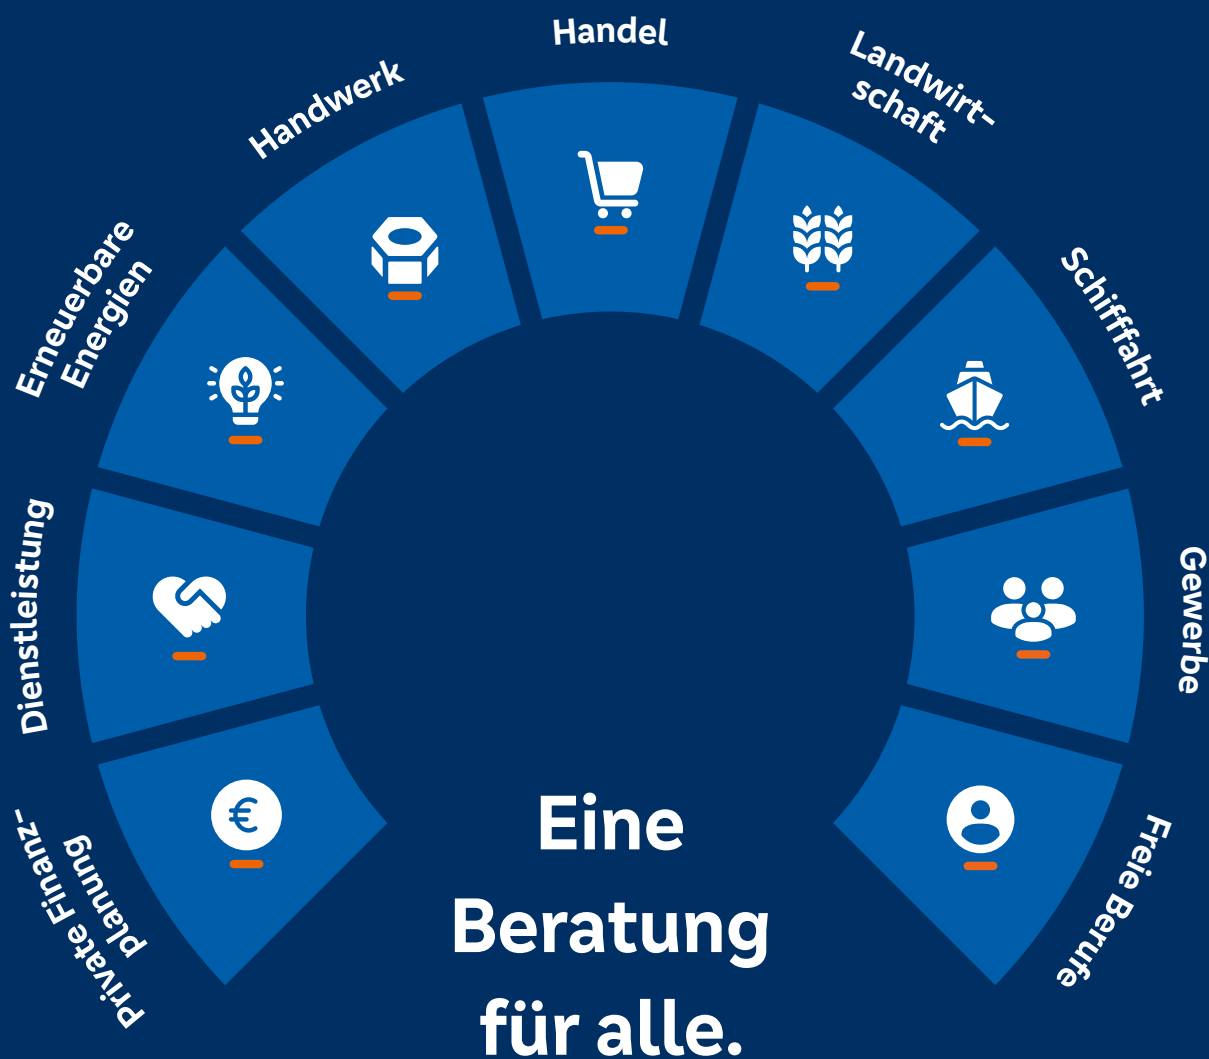 Handel
Handwerk
Landwirt-
schaft
Erneuerbare
Energien
Schifffahrt
Dienstleistung
Gewerbe
Private Finanz-
planung
Freie Berufe
€
Eine
Beratung
für alle.